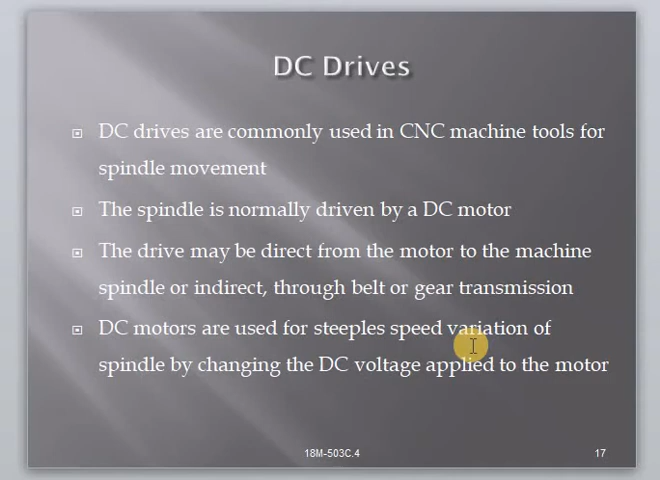 DC Drives
DC drives are commonly used in CNC machine tools for
spindle movement
The spindle is normally driven by a DC motor
The drive may be direct from the motor to the machine
spindle or indirect, through belt or gear transmission
DC motors are used for steeples speed variation of
spindle by changing the DC voltage applied to the motor
18M-503C.4
17